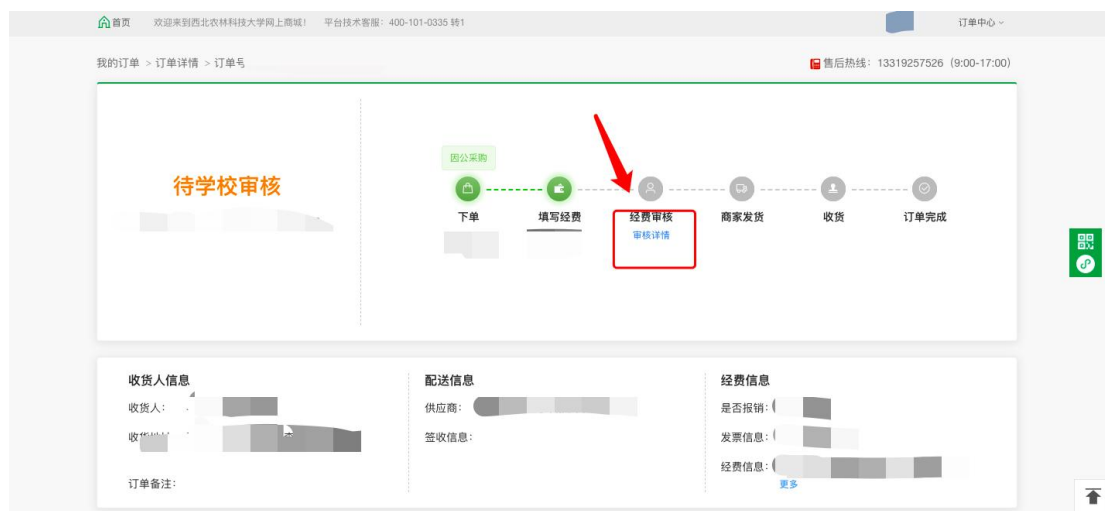 首页 欢迎来到西北农林科技大学网上商城! 平台技术客服:400-101-0335 转1 订单中心
我的订单 > 订单详情 > 订单号 售后热线:13319257526 (9:00-17:00)
因公采购
待学校审核
下单 填写经费 经费审核 商家发货 收货 订单完成
审核详情
收货人信息 配送信息 经费信息
收货人: 供应商: 是否报销:
签收信息: 发票信息:
经费信息:
订单备注: 更多